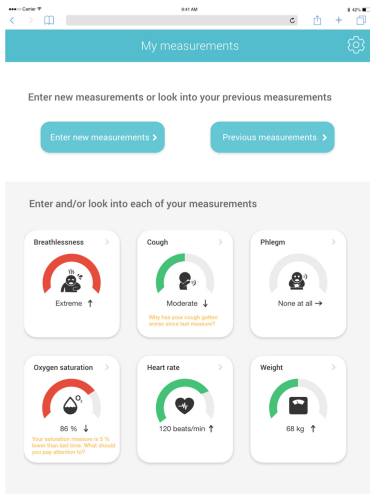 Carrier
9:41 AM
42%
My measurements
Enter new measurements or look into your previous measurements
Enter new measurements
Previous measurements
Enter and/or look into each of your measurements
Breathlessness
Cough
Phlegm
Extreme
Moderate
None at all
Why has your cough gotten
worse since last measure?
Oxygen saturation
Heart rate
Weight
O₂
86 %
120 beats/min
68 kg
Your saturation measure is 5 %
lower than last time. What should
you pay attention to?